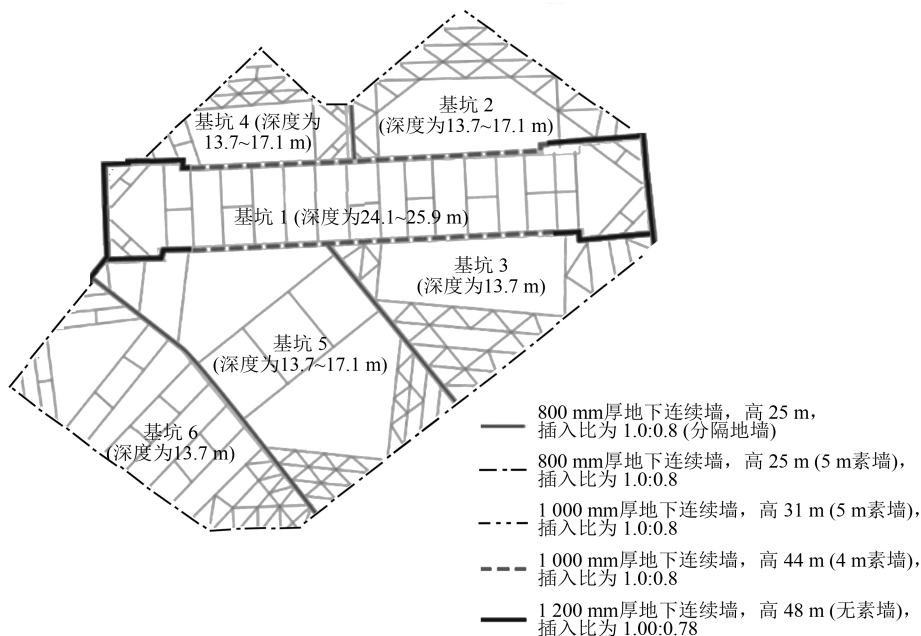 基坑 2
(深度为13.7~17.1 m)
基坑 4 (深度为
13.7~17.1 m)
基坑 1 (深度为24.1~25.9 m)
基坑 3
(深度为13.7 m)
基坑 5
(深度为13.7~17.1 m)
基坑 6
(深度为13.7 m)
800 mm厚地下连续墙，高 25 m，
插入比为 1.0:0.8 (分隔地墙)
800 mm厚地下连续墙，高 25 m (5 m素墙)，
插入比为 1.0:0.8
1 000 mm厚地下连续墙，高 31 m (5 m素墙)，
插入比为 1.0:0.8
1 000 mm厚地下连续墙，高 44 m (4 m素墙)，
插入比为 1.0:0.8
1 200 mm厚地下连续墙，高 48 m (无素墙)，
插入比为 1.00:0.78